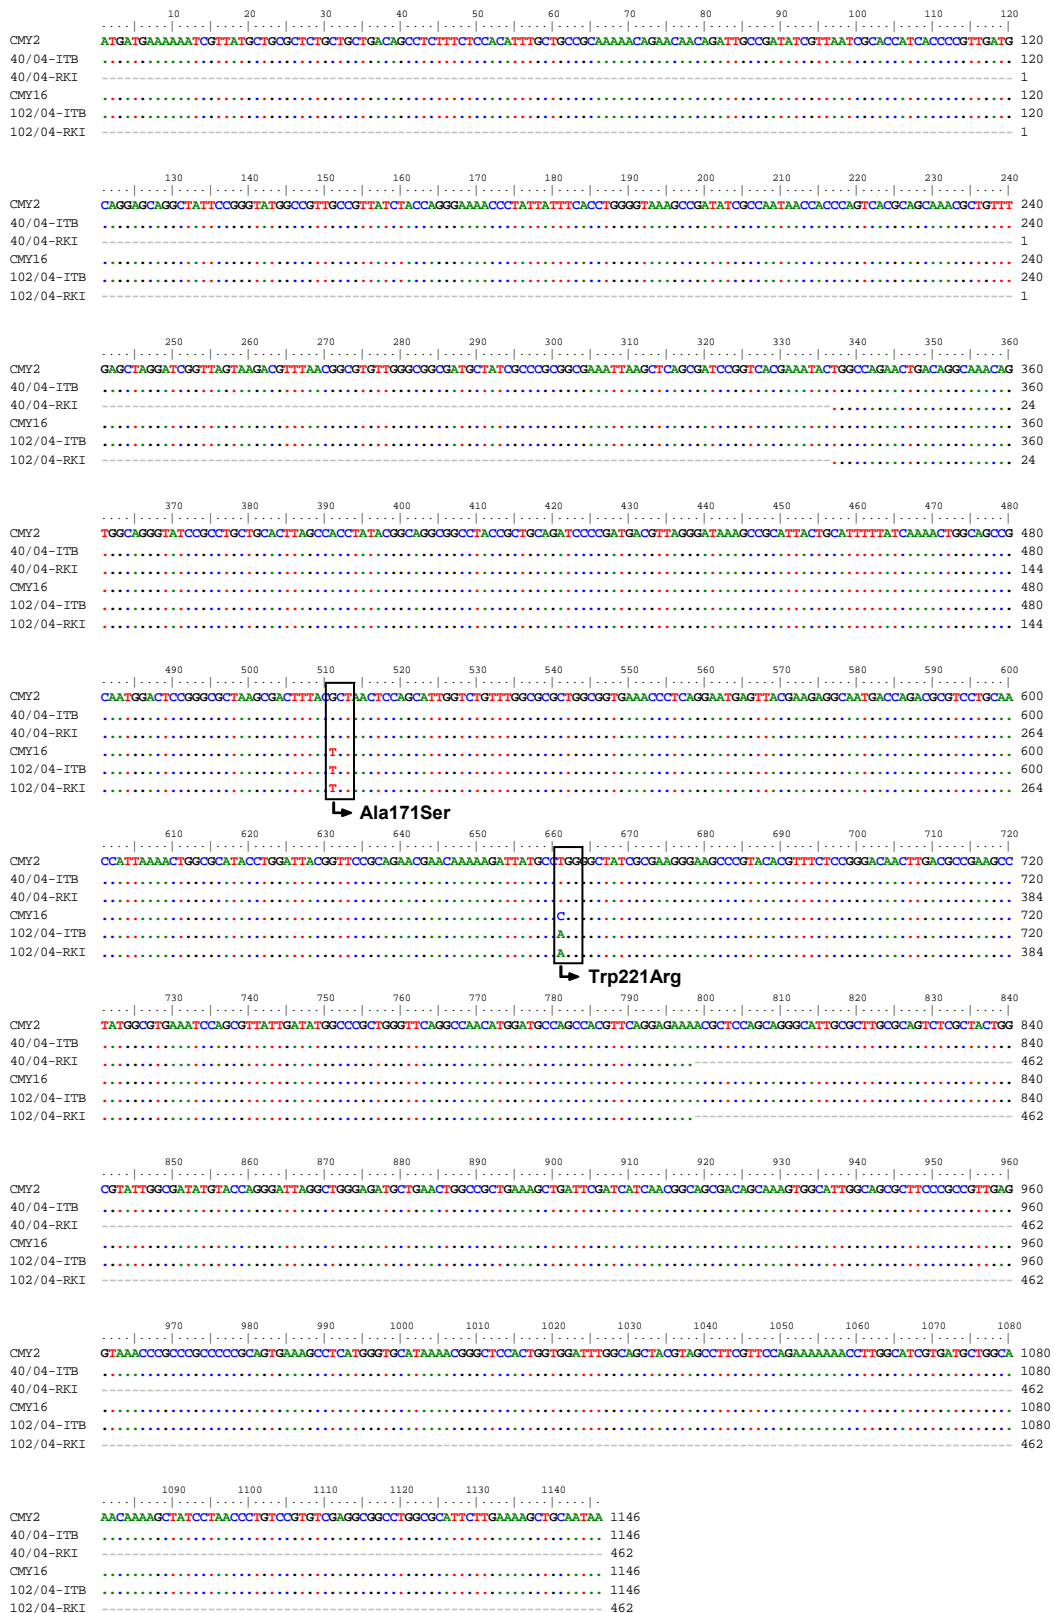 10 20 30 40 50 60 70 80 90 100 110 120
CMY2 ATGATGAAAAAATCGTTATGCTGCGCTCTGCTGCTGACAGCCTCTTTCTCCACATTTGCTGCCGCAAAAACAGAACAACAGATTGCCGATATCGTTAATCGCACCATCACCCCGTTGATG 120
40/04-ITB 120
40/04-RKI 1
CMY16 120
102/04-ITB 120
102/04-RKI 1
130 140 150 160 170 180 190 200 210 220 230 240
CMY2 CAGGAGCAGGCTATTCCGGGTATGGCCGTTGCCGTTATCTACCAGGGAAAACCCTATTATTTCACCTGGGGTAAAGCCGATATCGCCAATAACCACCCAGTCACGCAGCAAACGCTGTTT 240
40/04-ITB 240
40/04-RKI 1
CMY16 240
102/04-ITB 240
102/04-RKI 1
250 260 270 280 290 300 310 320 330 340 350 360
CMY2 GAGCTAGGATCGGTTAGTAAGACGTTTAACGGCGTGTTGGGCGGCGATGCTATCGCCCGCGGCGAAATTAAGCTCAGCGATCCGGTCACGAAATACTGGCCAGAACTGACAGGCAAACAG 360
40/04-ITB 360
40/04-RKI 24
CMY16 360
102/04-ITB 360
102/04-RKI 24
370 380 390 400 410 420 430 440 450 460 470 480
CMY2 TGGCAGGGTATCCGCCTGCTGCACTTAGCCACCTATACGGCAGGCGGCCTACCGCTGCAGATCCCCGATGACGTTAGGGATAAAGCCGCATTACTGCATTTTTATCAAAACTGGCAGCCG 480
40/04-ITB 480
40/04-RKI 144
CMY16 480
102/04-ITB 480
102/04-RKI 144
490 500 510 520 530 540 550 560 570 580 590 600
CMY2 CAATGGACTCCGGGCGCTAAGCGACTTTACGCTAACTCCAGCATTGGTCTGTTTGGCGCGCTGGCGGTGAAACCCTCAGGAATGAGTTACGAAGAGGCAATGACCAGACGCGTCCTGCAA 600
40/04-ITB 600
40/04-RKI 264
CMY16 T 600
102/04-ITB T 600
102/04-RKI T 264
Ala171Ser
610 620 630 640 650 660 670 680 690 700 710 720
CMY2 CCATTAAAACTGGCGCATACCTGGATTACGGTTCCGCAGAACGAACAAAAAGATTATGCCTGGGGCTATCGCGAAGGGAAGCCCGTACACGTTTCTCCGGGACAACTTGACGCCGAAGCC 720
40/04-ITB 720
40/04-RKI 384
CMY16 C 720
102/04-ITB A 720
102/04-RKI A 384
Trp221Arg
730 740 750 760 770 780 790 800 810 820 830 840
CMY2 TATGGCGTGAAATCCAGCGTTATTGATATGGCCCGCTGGGTTCAGGCCAACATGGATGCCAGCCACGTTCAGGAGAAAACGCTCCAGCAGGGCATTGCGCTTGCGCAGTCTCGCTACTGG 840
40/04-ITB 840
40/04-RKI 462
CMY16 840
102/04-ITB 840
102/04-RKI 462
850 860 870 880 890 900 910 920 930 940 950 960
CMY2 CGTATTGGCGATATGTACCAGGGATTAGGCTGGGAGATGCTGAACTGGCCGCTGAAAGCTGATTCGATCATCAACGGCAGCGACAGCAAAGTGGCATTGGCAGCGCTTCCCGCCGTTGAG 960
40/04-ITB 960
40/04-RKI 462
CMY16 960
102/04-ITB 960
102/04-RKI 462
970 980 990 1000 1010 1020 1030 1040 1050 1060 1070 1080
CMY2 GTAAACCCGCCCGCCCCCGCAGTGAAAGCCTCATGGGTGCATAAAACGGGCTCCACTGGTGGATTTGGCAGCTACGTAGCCTTCGTTCCAGAAAAAAACCTTGGCATCGTGATGCTGGCA 1080
40/04-ITB 1080
40/04-RKI 462
CMY16 1080
102/04-ITB 1080
102/04-RKI 462
1090 1100 1110 1120 1130 1140
CMY2 AACAAAAGCTATCCTAACCCTGTCCGTGTCGAGGCGGCCTGGCGCATTCTTGAAAAGCTGCAATAA 1146
40/04-ITB 1146
40/04-RKI 462
CMY16 1146
102/04-ITB 1146
102/04-RKI 462